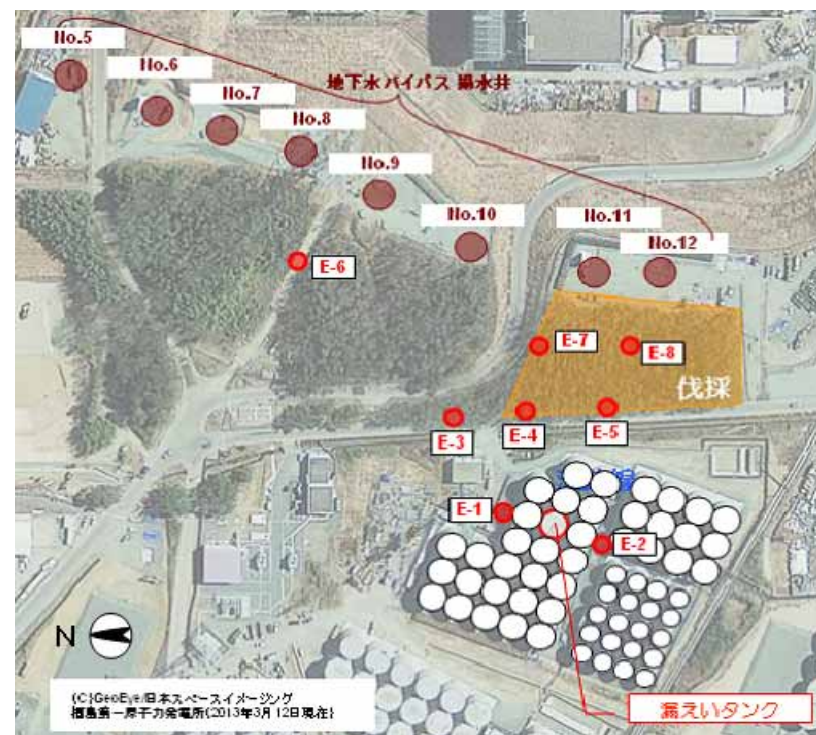 No.5
No.6
No.7
地下水バイパス 揚水井
No.8
No.9
No.10
No.11
No.12
E-6
E-7
E-8
伐採
E-3
E-4
E-5
E-1
E-2
N
(C)GeoEye/日本スペースイメージング
福島第一原子力発電所(2013年3月12日現在)
漏えいタンク